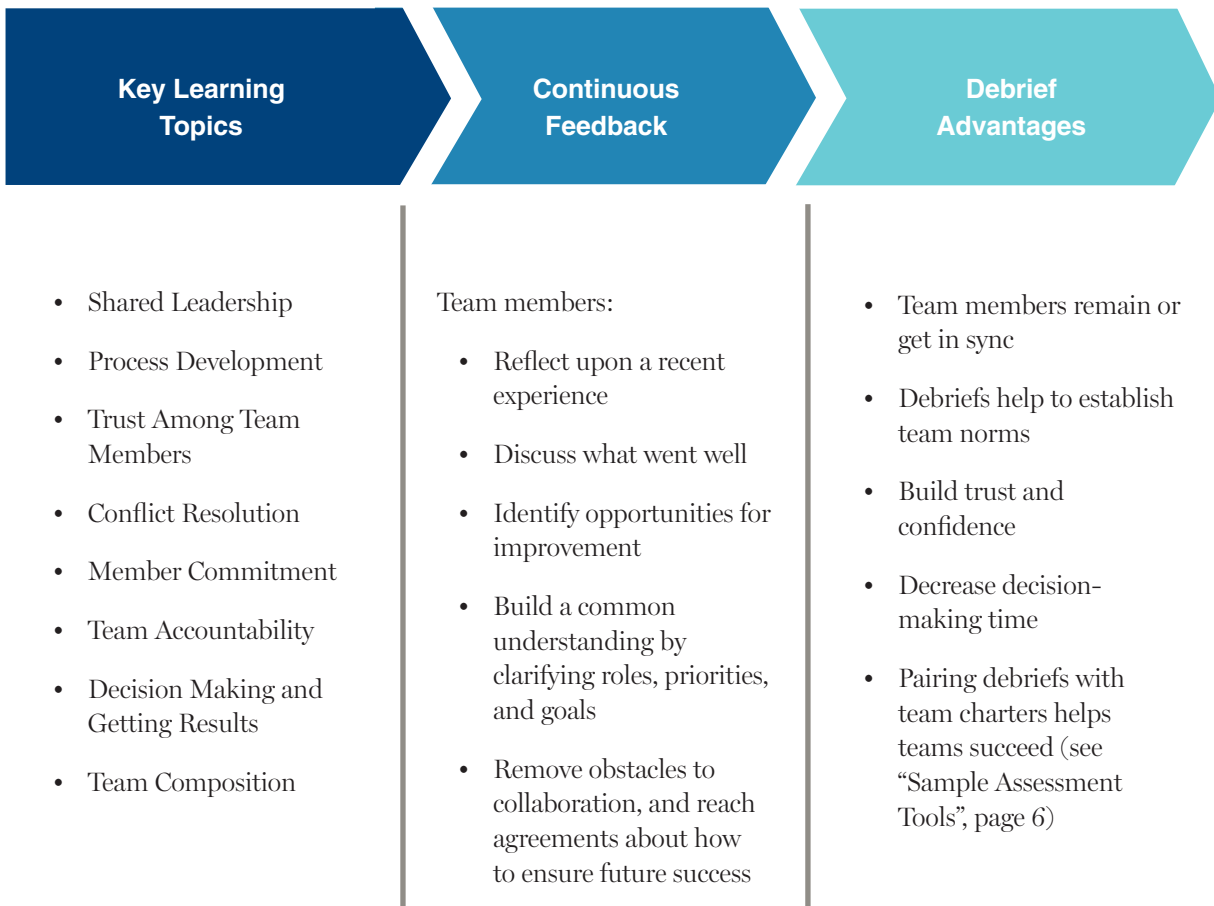 Key Learning
Topics
Continuous
Feedback
Debrief
Advantages
• Shared Leadership
• Process Development
• Trust Among Team
Members
• Conflict Resolution
• Member Commitment
• Team Accountability
• Decision Making and
Getting Results
• Team Composition
Team members:
• Reflect upon a recent
experience
• Discuss what went well
• Identify opportunities for
improvement
• Build a common
understanding by
clarifying roles, priorities,
and goals
• Remove obstacles to
collaboration, and reach
agreements about how
to ensure future success
• Team members remain or
get in sync
• Debriefs help to establish
team norms
• Build trust and
confidence
• Decrease decision-
making time
• Pairing debriefs with
team charters helps
teams succeed (see
“Sample Assessment
Tools”, page 6)